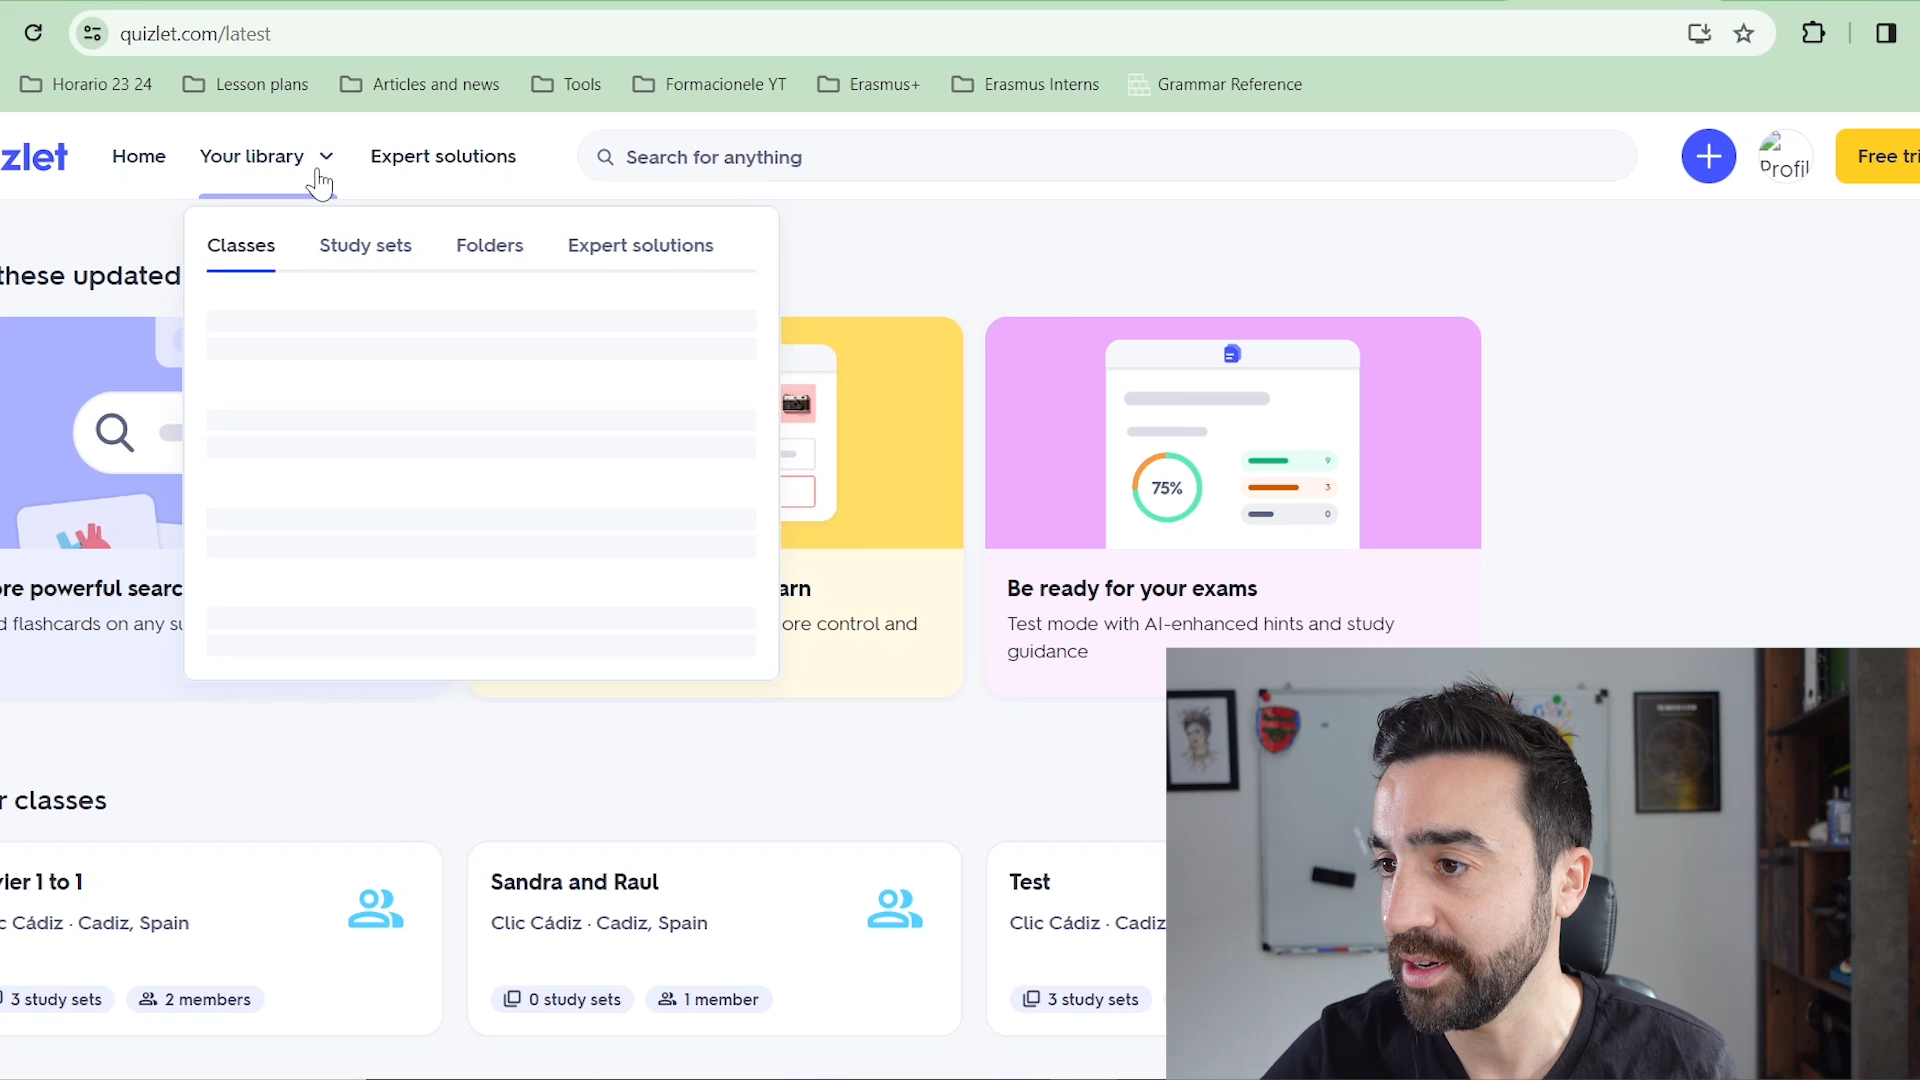 quizlet.com/latest
Horario 23 24
Lesson plans
Articles and news
Tools
Formacionele YT
Erasmus+
Erasmus Interns
Grammar Reference
zlet
Home
Your library
Expert solutions
Search for anything
Profil
Free tri
Classes
Study sets
Folders
Expert solutions
these updated
75%
9
3
0
re powerful searc
d flashcards on any su
arn
ore control and
Be ready for your exams
Test mode with AI-enhanced hints and study
guidance
r classes
ier 1 to 1
c Cádiz · Cadiz, Spain
3 study sets
2 members
Sandra and Raul
Clic Cádiz · Cadiz, Spain
0 study sets
1 member
Test
Clic Cádiz · Cadiz
3 study sets